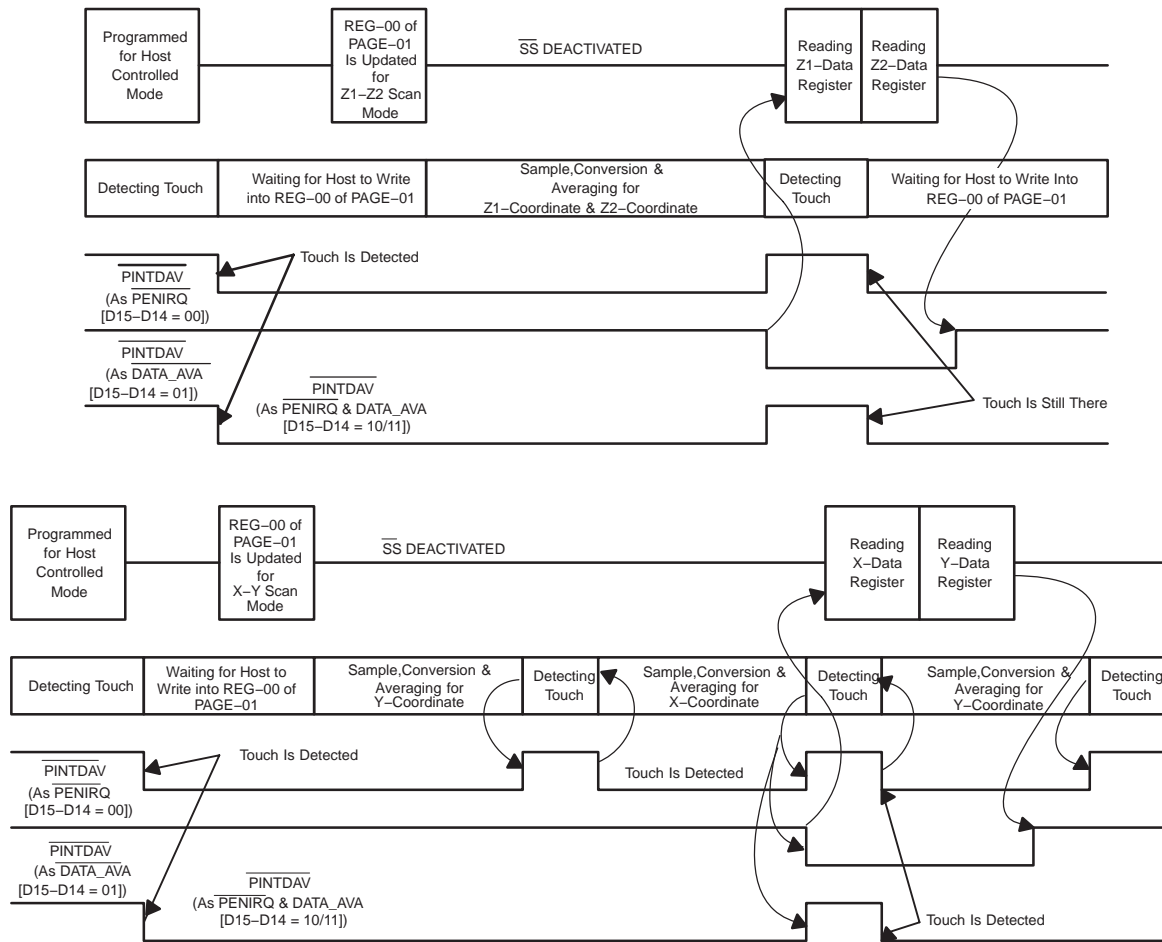 Programmed
for Host
Controlled
Mode
REG–00 of
PAGE–01
Is Updated
for
Z1–Z2 Scan
Mode
SS DEACTIVATED
Reading
Z1–Data
Register
Reading
Z2–Data
Register
Detecting Touch
Waiting for Host to Write
into REG–00 of PAGE–01
Sample,Conversion &
Averaging for
Z1–Coordinate & Z2–Coordinate
Detecting
Touch
Waiting for Host to Write Into
REG–00 of PAGE–01
Touch Is Detected
PINTDAV
(As PENIRQ
[D15–D14 = 00])
PINTDAV
(As DATA_AVA
[D15–D14 = 01])
PINTDAV
(As PENIRQ & DATA_AVA
[D15–D14 = 10/11])
Touch Is Still There
Programmed
for Host
Controlled
Mode
REG–00 of
PAGE–01
Is Updated
for
X–Y Scan
Mode
SS DEACTIVATED
Reading
X–Data
Register
Reading
Y–Data
Register
Detecting Touch
Waiting for Host to
Write into REG–00 of
PAGE–01
Sample,Conversion &
Averaging for
Y–Coordinate
Detecting
Touch
Sample,Conversion &
Averaging for
X–Coordinate
Detecting
Touch
Sample,Conversion &
Averaging for
Y–Coordinate
Detecting
Touch
Touch Is Detected
Touch Is Detected
PINTDAV
(As PENIRQ
[D15–D14 = 00])
PINTDAV
(As DATA_AVA
[D15–D14 = 01])
PINTDAV
(As PENIRQ & DATA_AVA
[D15–D14 = 10/11])
Touch Is Detected